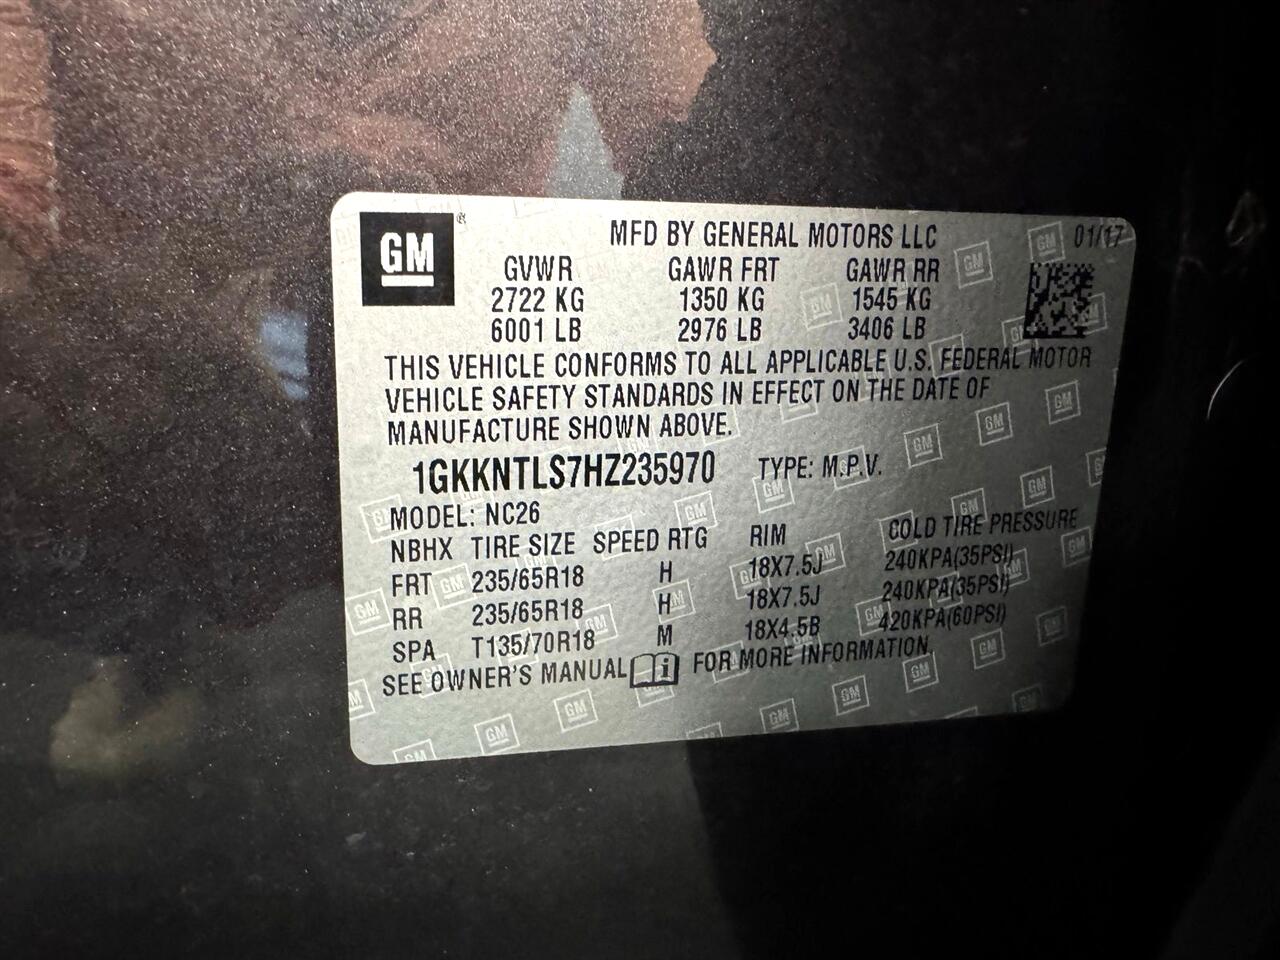 GM
®
MFD BY GENERAL MOTORS LLC 01/17
GVWR GAWR FRT GAWR RR
2722 KG 1350 KG 1545 KG
6001 LB 2976 LB 3406 LB
THIS VEHICLE CONFORMS TO ALL APPLICABLE U.S. FEDERAL MOTOR
VEHICLE SAFETY STANDARDS IN EFFECT ON THE DATE OF
MANUFACTURE SHOWN ABOVE.
1GKKNTLS7HZ235970 TYPE: M.P.V.
MODEL: NC26
NBHX TIRE SIZE SPEED RTG RIM COLD TIRE PRESSURE
FRT 235/65R18 H 18X7.5J 240KPA(35PSI)
RR 235/65R18 H 18X7.5J 240KPA(35PSI)
SPA T135/70R18 M 18X4.5B 420KPA(60PSI)
SEE OWNER'S MANUAL i FOR MORE INFORMATION.